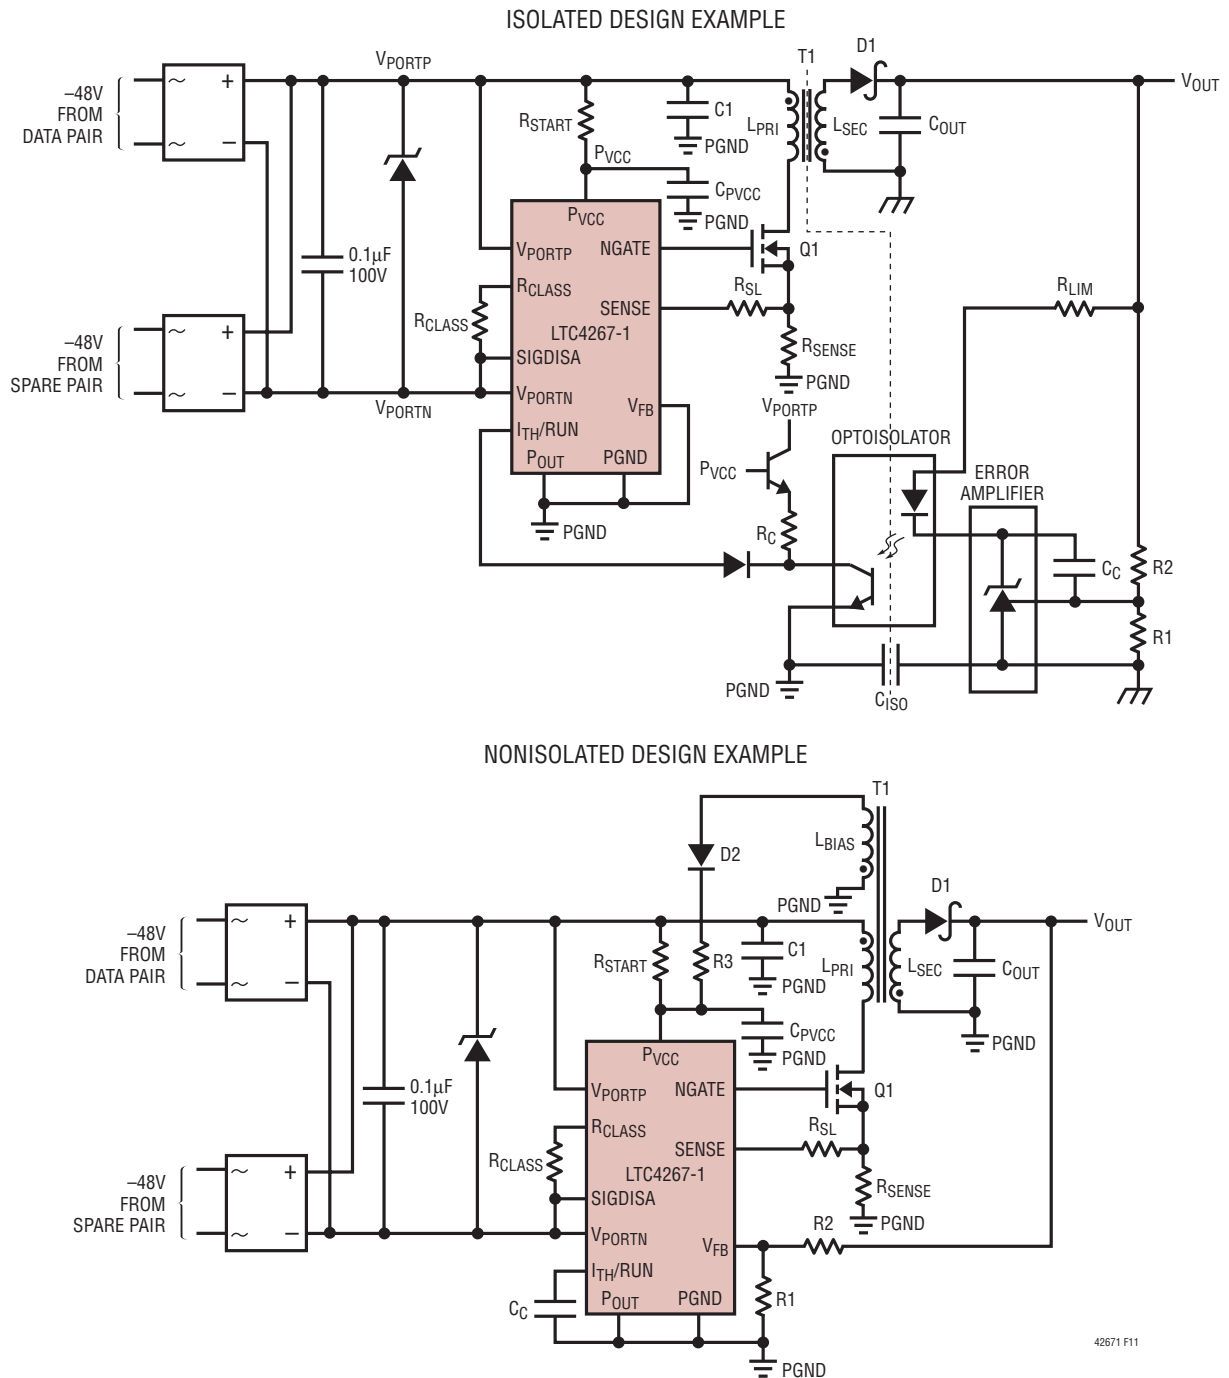 ISOLATED DESIGN EXAMPLE
–48V
FROM
DATA PAIR
~
~
+
–
VPORTP
0.1µF
100V
–48V
FROM
SPARE PAIR
~
~
+
–
VPORTN
RSTART
PVCC
C1
PGND
CPVCC
PGND
T1
LPRI
LSEC
D1
COUT
VOUT
PVCC
VPORTP
NGATE
RCLASS
SENSE
LTC4267-1
SIGDISA
VPORTN
VFB
ITH/RUN
POUT
PGND
RCLASS
PGND
Q1
RSL
RSENSE
PGND
VPORTP
PVCC
RC
OPTOISOLATOR
ERROR
AMPLIFIER
RLIM
CC
R2
R1
PGND
CISO
NONISOLATED DESIGN EXAMPLE
T1
LBIAS
D2
PGND
–48V
FROM
DATA PAIR
~
~
+
–
0.1µF
100V
–48V
FROM
SPARE PAIR
~
~
+
–
RSTART
R3
C1
PGND
CPVCC
PGND
LPRI
LSEC
D1
COUT
VOUT
PGND
PVCC
VPORTP
NGATE
RCLASS
SENSE
LTC4267-1
SIGDISA
VPORTN
VFB
ITH/RUN
POUT
PGND
RCLASS
CC
Q1
RSL
RSENSE
PGND
R2
R1
PGND
42671 F11